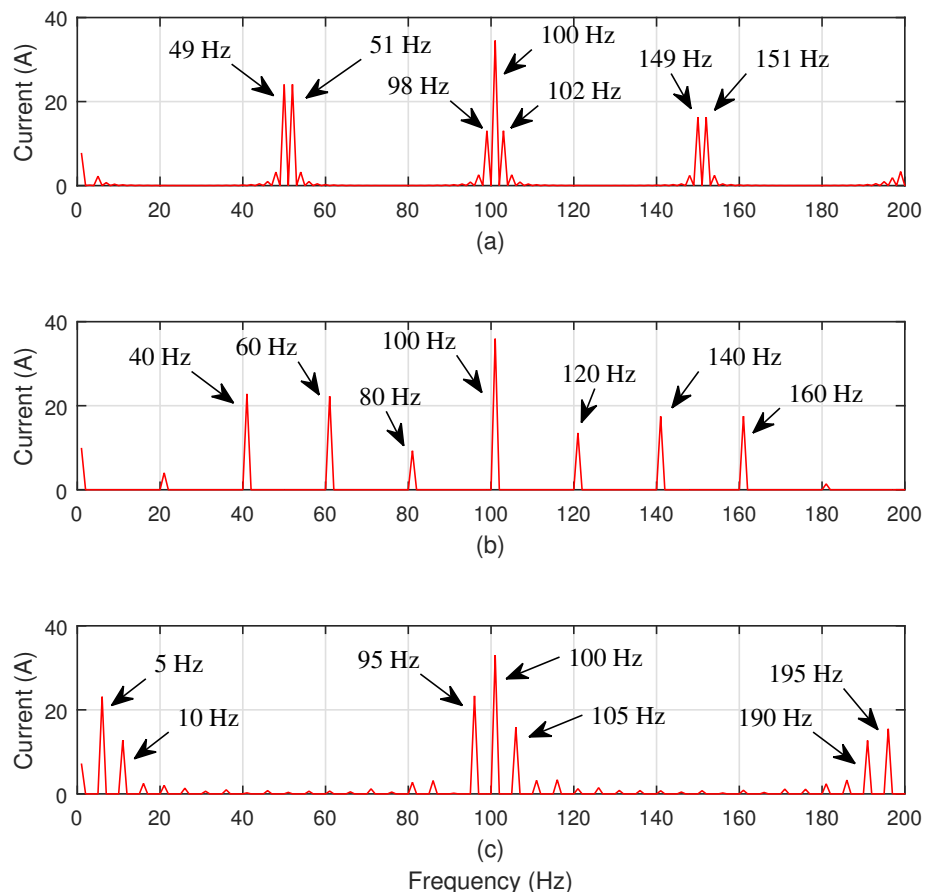 40
20
0
Current (A)
49 Hz
51 Hz
98 Hz
100 Hz
102 Hz
149 Hz
151 Hz
0 20 40 60 80 100 120 140 160 180 200
(a)
40
20
0
Current (A)
40 Hz
60 Hz
80 Hz
100 Hz
120 Hz
140 Hz
160 Hz
0 20 40 60 80 100 120 140 160 180 200
(b)
40
20
0
Current (A)
5 Hz
10 Hz
95 Hz
100 Hz
105 Hz
190 Hz
195 Hz
0 20 40 60 80 100 120 140 160 180 200
(c)
Frequency (Hz)